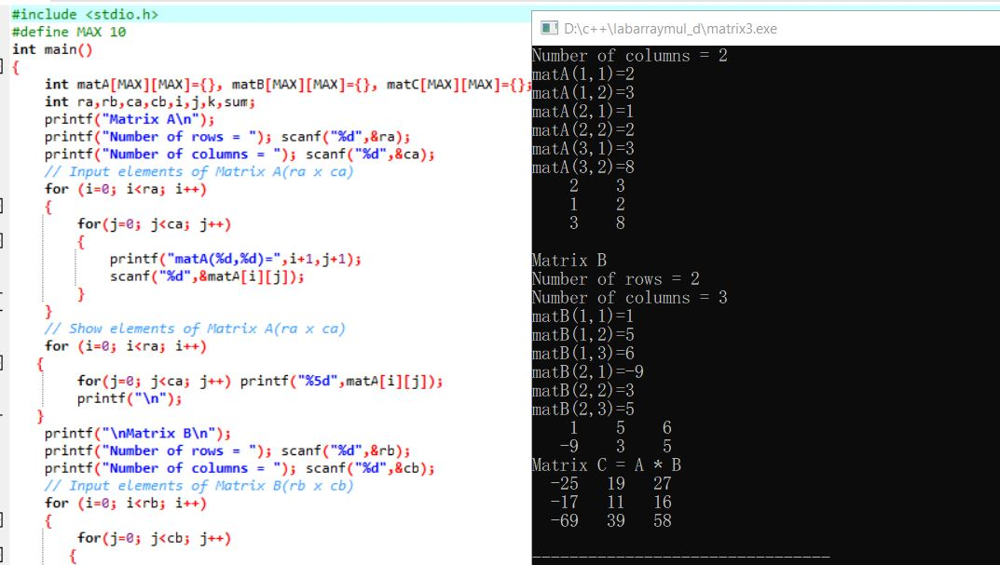 #include <stdio.h>
#define MAX 10
int main()
{
int matA[MAX][MAX]={}, matB[MAX][MAX]={}, matC[MAX][MAX]={};
int ra,rb,ca,cb,i,j,k,sum;
printf("Matrix A\n");
printf("Number of rows = "); scanf("%d",&ra);
printf("Number of columns = "); scanf("%d",&ca);
// Input elements of Matrix A(ra x ca)
for (i=0; i<ra; i++)
{
for(j=0; j<ca; j++)
{
printf("matA(%d,%d)=",i+1,j+1);
scanf("%d",&matA[i][j]);
}
}
// Show elements of Matrix A(ra x ca)
for (i=0; i<ra; i++)
{
for(j=0; j<ca; j++) printf("%5d",matA[i][j]);
printf("\n");
}
printf("\nMatrix B\n");
printf("Number of rows = "); scanf("%d",&rb);
printf("Number of columns = "); scanf("%d",&cb);
// Input elements of Matrix B(rb x cb)
for (i=0; i<rb; i++)
{
for(j=0; j<cb; j++)
{
D:\c++\labarraymul_d\matrix3.exe
Number of columns = 2
matA(1,1)=2
matA(1,2)=3
matA(2,1)=1
matA(2,2)=2
matA(3,1)=3
matA(3,2)=8
2 3
1 2
3 8
Matrix B
Number of rows = 2
Number of columns = 3
matB(1,1)=1
matB(1,2)=5
matB(1,3)=6
matB(2,1)=-9
matB(2,2)=3
matB(2,3)=5
1 5 6
-9 3 5
Matrix C = A * B
-25 19 27
-17 11 16
-69 39 58
--------------------------------